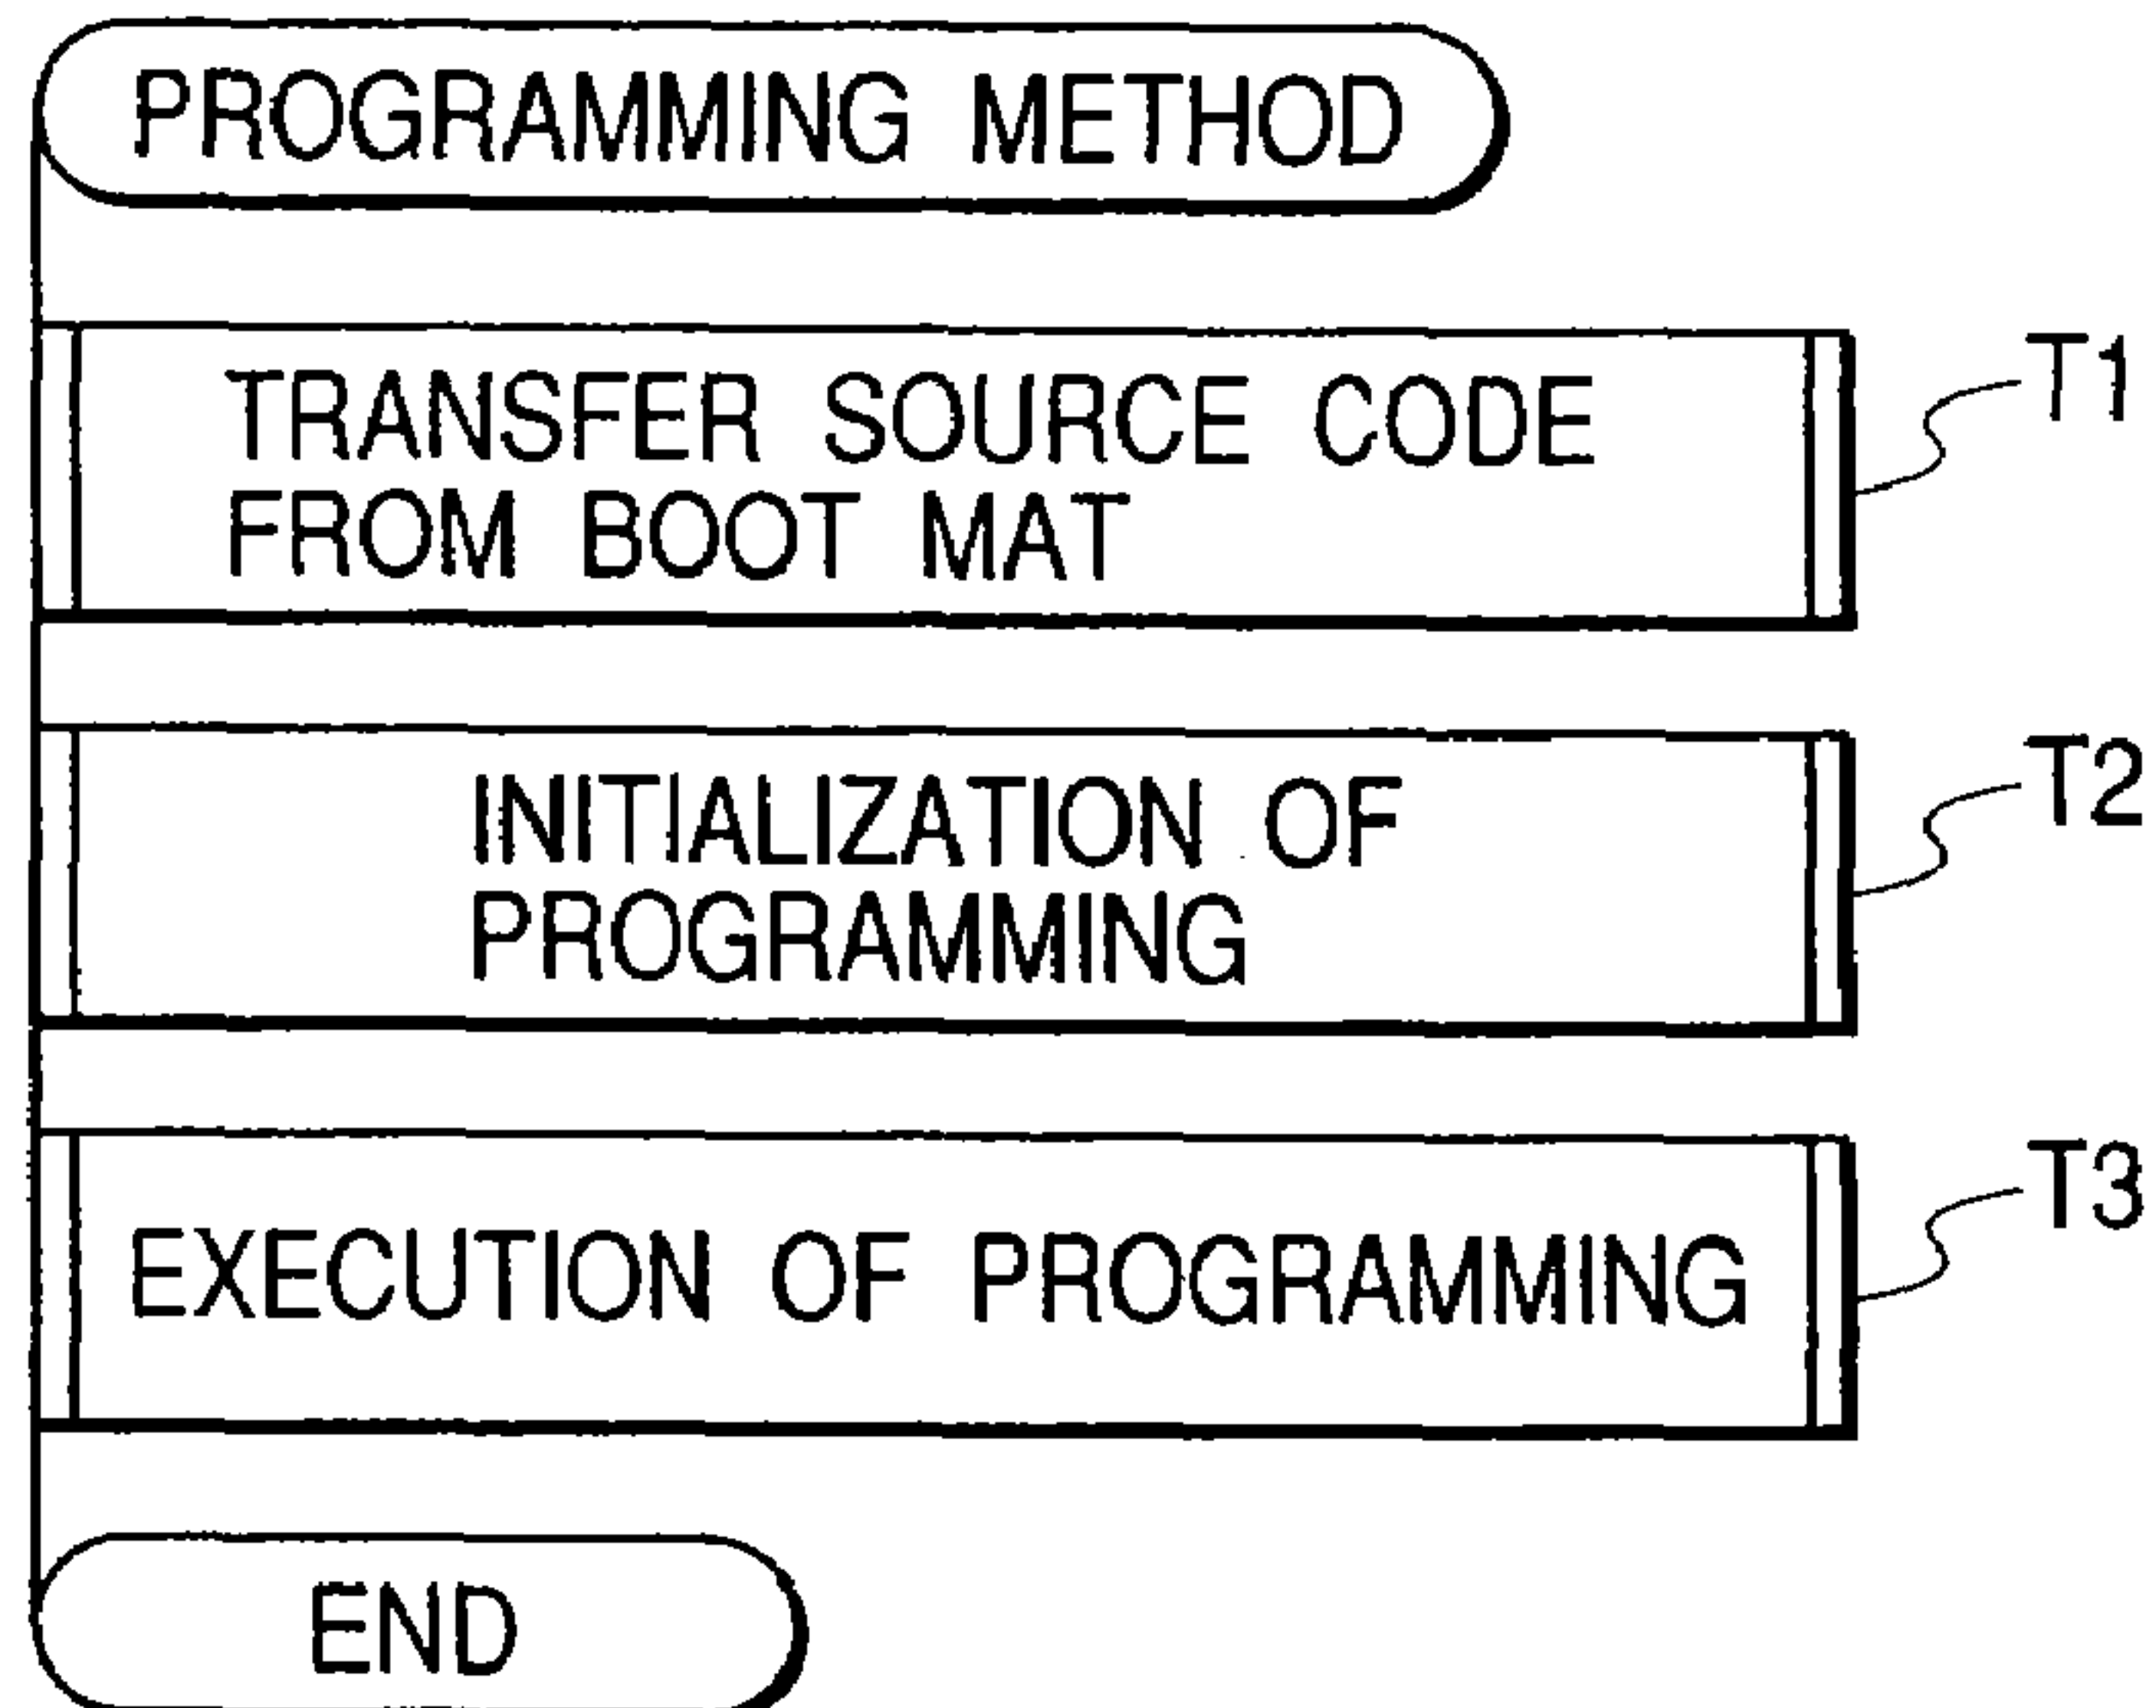 PROGRAMMING METHOD
TRANSFER SOURCE CODE
FROM BOOT MAT
T1
INITIALIZATION OF
PROGRAMMING
T2
EXECUTION OF PROGRAMMING
T3
END